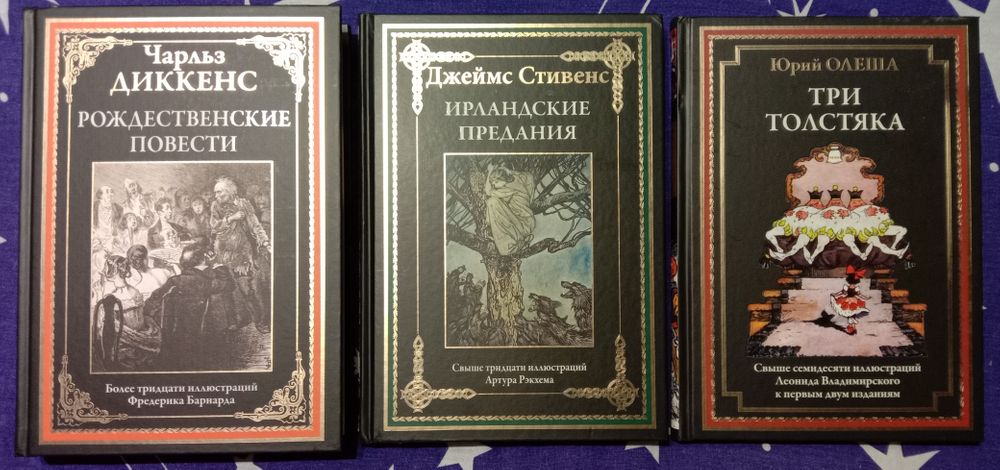 Чарльз
ДИККЕНС
РОЖДЕСТВЕНСКИЕ
ПОВЕСТИ
Более тридцати иллюстраций
Фредерика Барнарда
Джеймс Стивенс
ИРЛАНДСКИЕ
ПРЕДАНИЯ
Свыше тридцати иллюстраций
Артура Рэкхема
Юрий ОЛЕША
ТРИ
ТОЛСТЯКА
Свыше семидесяти иллюстраций
Леонида Владимирского
к первым двум изданиям